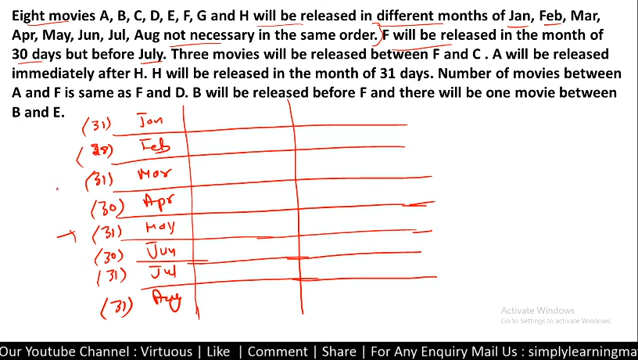 Eight movies A, B, C, D, E, F, G and H will be released in different months of Jan, Feb, Mar,
Apr, May, Jun, Jul, Aug not necessary in the same order. F will be released in the month of
30 days but before July. Three movies will be released between F and C . A will be released
immediately after H. H will be released in the month of 31 days. Number of movies between
A and F is same as F and D. B will be released before F and there will be one movie between
B and E.
(31) Jan
(28) Feb
(31) Mar
(30) Apr
(31) May
(30) Jun
(31) Jul
(31) Aug
Activate Windows
Go to Settings to activate Windows.
Our Youtube Channel : Virtuous | Like | Comment | Share | For Any Enquiry Mail Us : simplylearningma